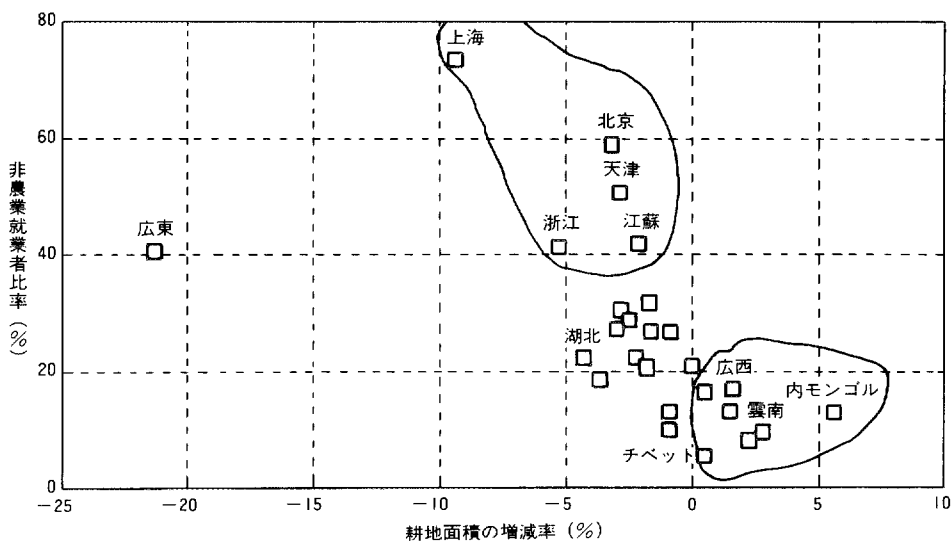 80
60
40
20
0
非農業就業者比率（%）
上海
北京
天津
浙江
江蘇
広東
湖北
広西
内モンゴル
雲南
チベット
−25
−20
−15
−10
−5
0
5
10
耕地面積の増減率（%）